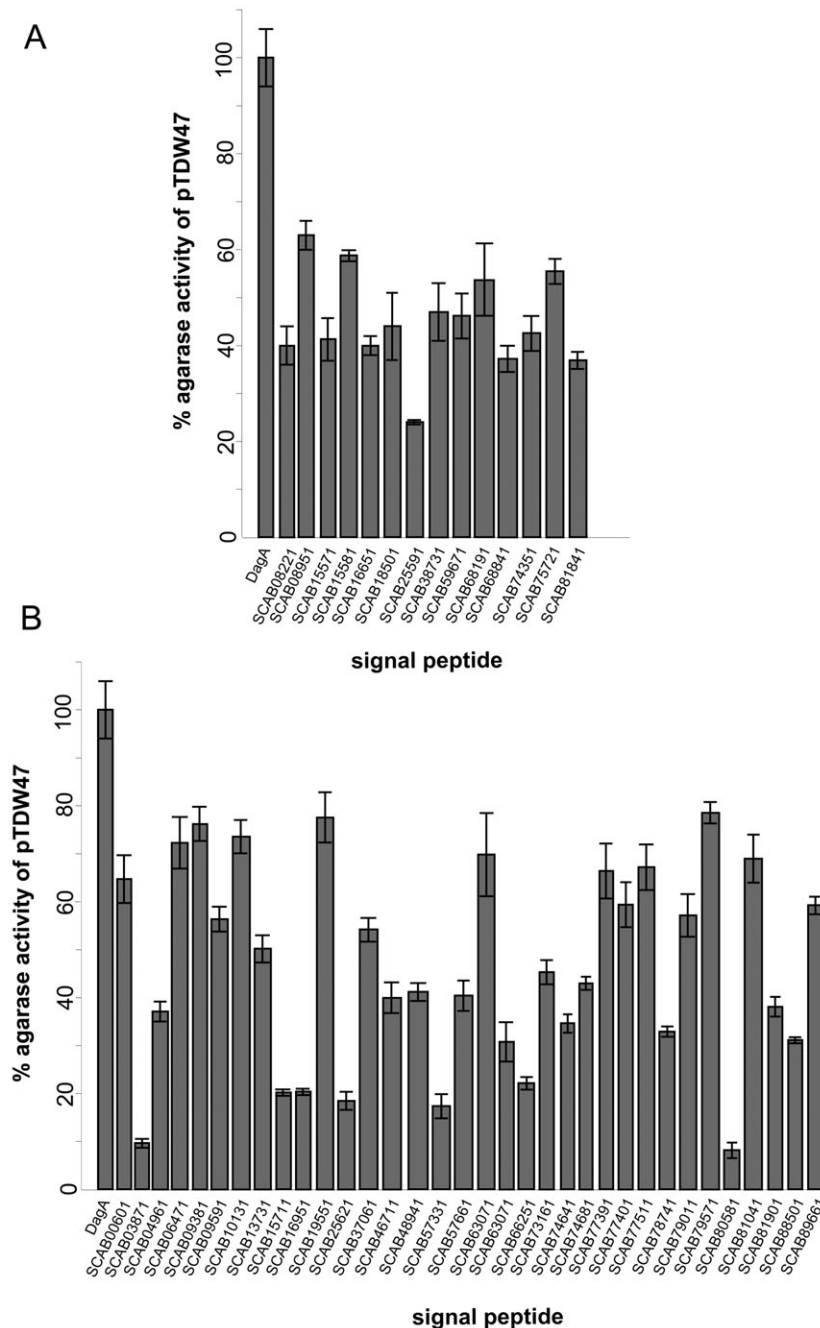 A
% agarase activity of pTDW47
100
80
60
40
20
0
DagA
SCAB08221
SCAB08951
SCAB15571
SCAB15581
SCAB16651
SCAB18501
SCAB25591
SCAB38731
SCAB59671
SCAB68191
SCAB68841
SCAB74351
SCAB75721
SCAB81841
signal peptide
B
% agarase activity of pTDW47
100
80
60
40
20
0
DagA
SCAB00601
SCAB03871
SCAB04961
SCAB06471
SCAB09381
SCAB09591
SCAB10131
SCAB13731
SCAB15711
SCAB16951
SCAB19551
SCAB25621
SCAB37061
SCAB46711
SCAB48941
SCAB57331
SCAB57661
SCAB63071
SCAB63071
SCAB66251
SCAB73161
SCAB74641
SCAB74681
SCAB77391
SCAB77401
SCAB77511
SCAB78741
SCAB79011
SCAB79571
SCAB80581
SCAB81041
SCAB81901
SCAB88501
SCAB89661
signal peptide